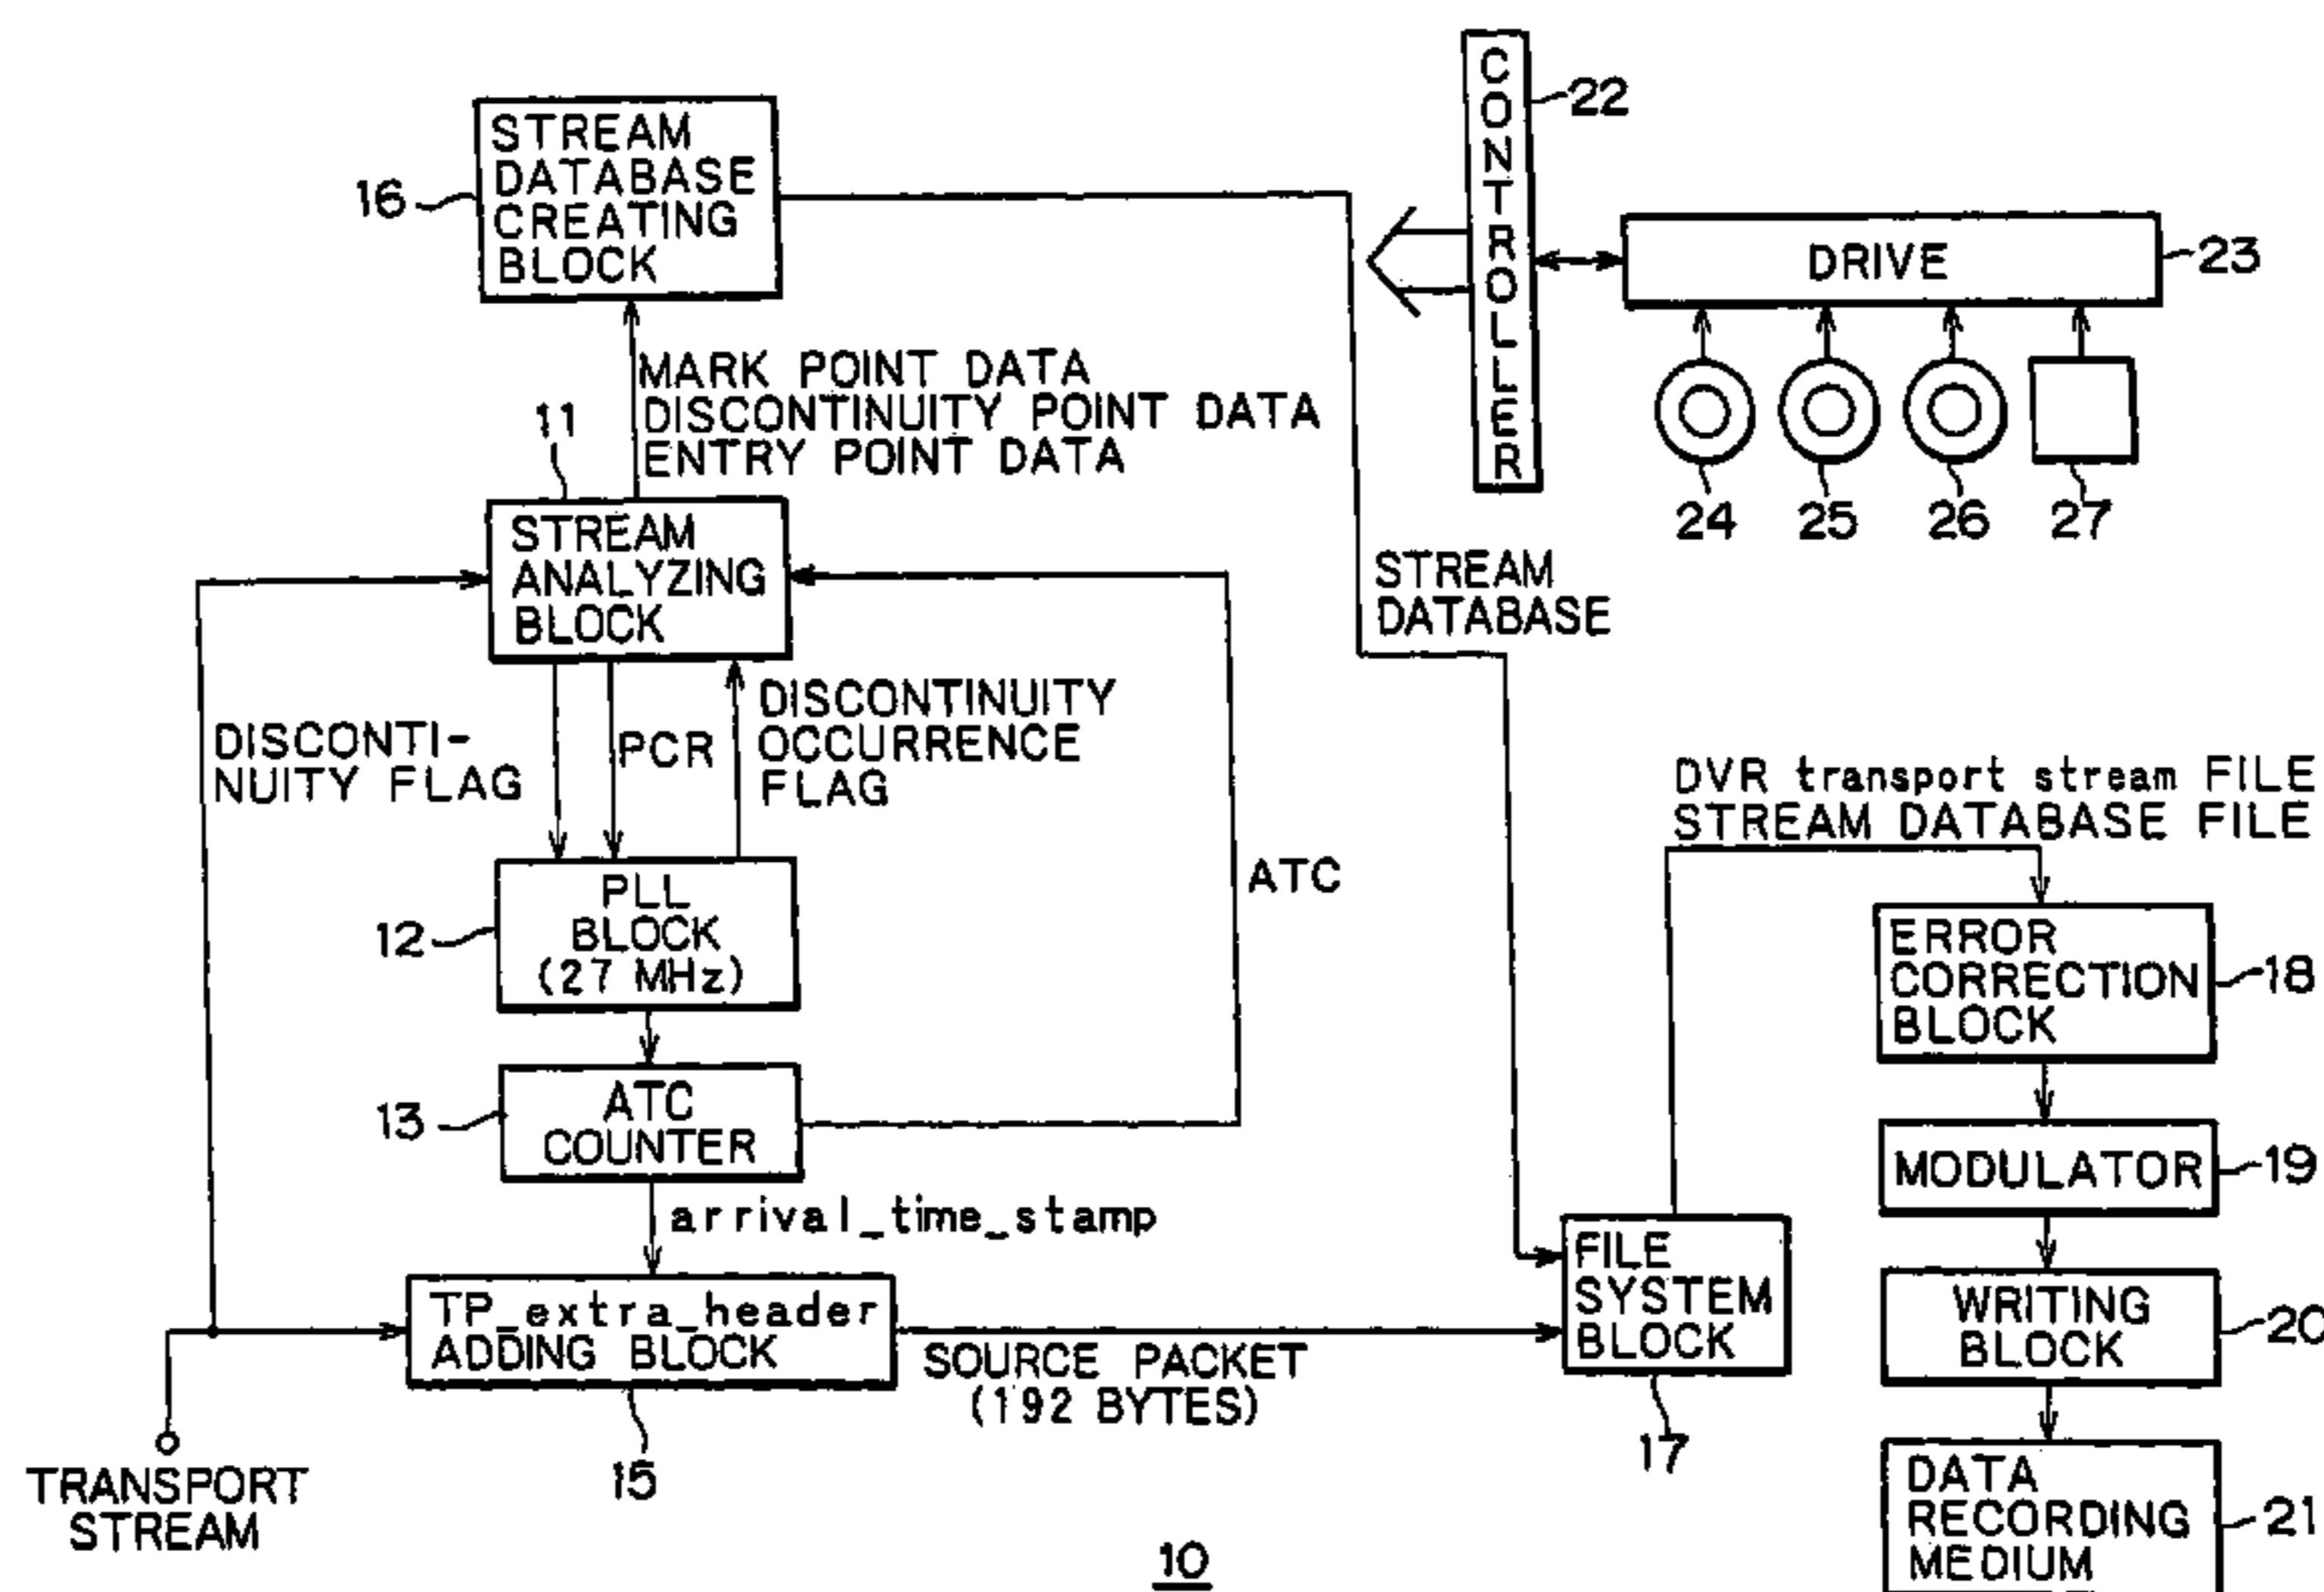 STREAM
DATABASE
CREATING
BLOCK
16
CONTROLLER
22
DRIVE
23
24
25
26
27
MARK POINT DATA
DISCONTINUITY POINT DATA
ENTRY POINT DATA
11
STREAM
ANALYZING
BLOCK
STREAM
DATABASE
DISCONTI-
NUITY FLAG
PCR
DISCONTINUITY
OCCURRENCE
FLAG
ATC
PLL
BLOCK
(27 MHz)
12
ATC
COUNTER
13
arrival_time_stamp
TP_extra_header
ADDING BLOCK
15
SOURCE PACKET
(192 BYTES)
TRANSPORT
STREAM
FILE
SYSTEM
BLOCK
17
DVR transport stream FILE
STREAM DATABASE FILE
ERROR
CORRECTION
BLOCK
18
MODULATOR
19
WRITING
BLOCK
20
DATA
RECORDING
MEDIUM
21
10